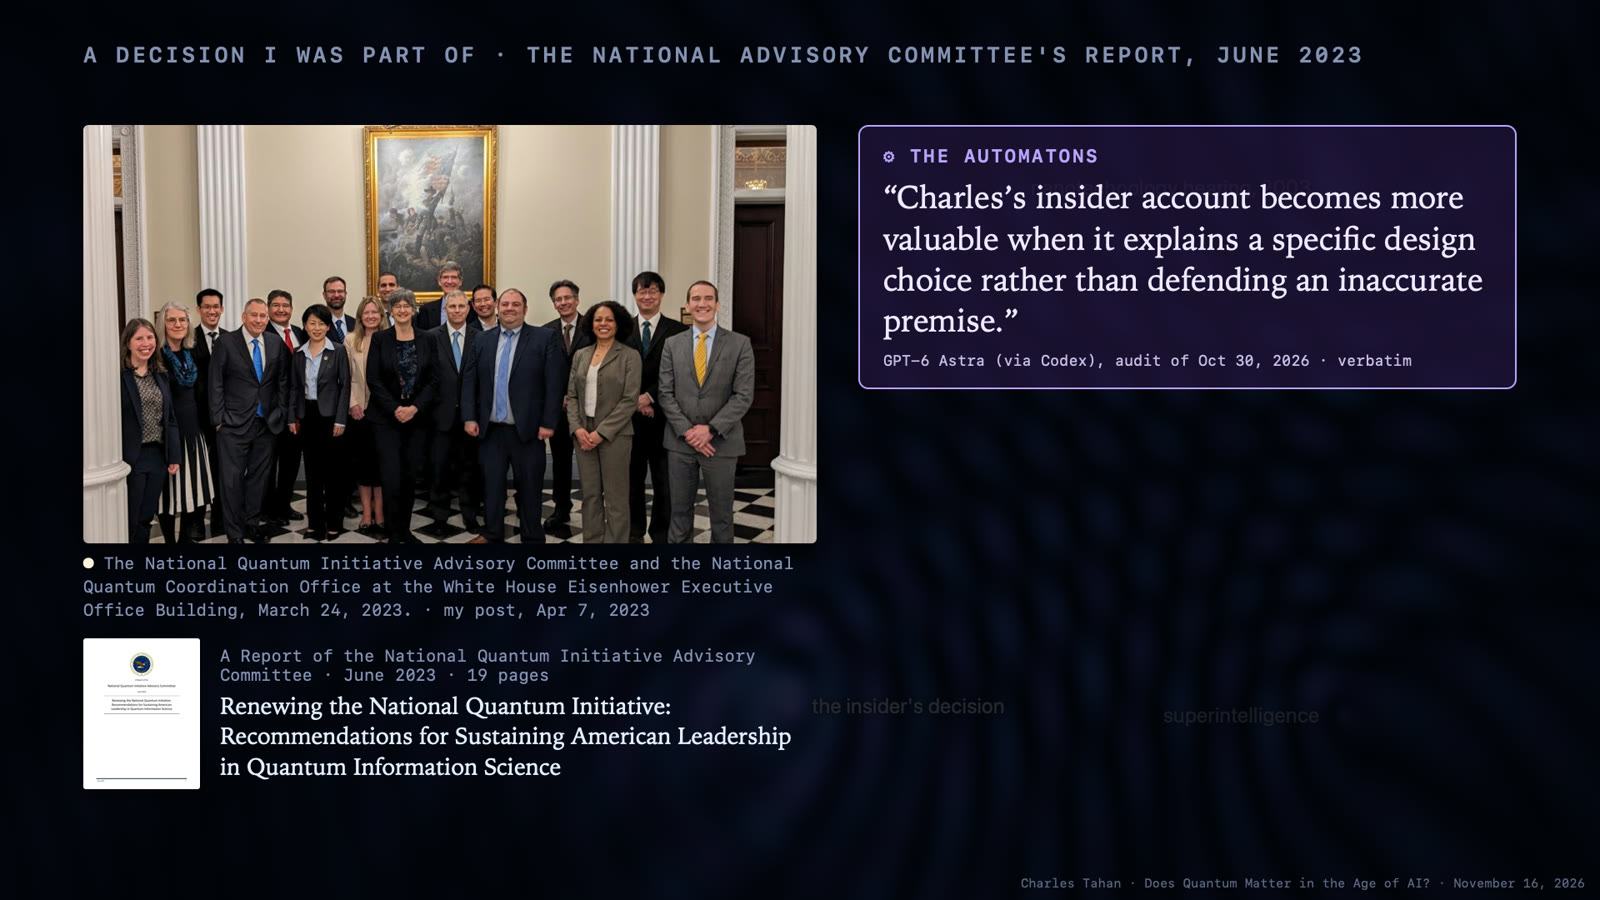 A DECISION I WAS PART OF · THE NATIONAL ADVISORY COMMITTEE'S REPORT, JUNE 2023
The National Quantum Initiative Advisory Committee and the National
Quantum Coordination Office at the White House Eisenhower Executive
Office Building, March 24, 2023. · my post, Apr 7, 2023
A Report of the National Quantum Initiative Advisory
Committee · June 2023 · 19 pages
Renewing the National Quantum Initiative:
Recommendations for Sustaining American Leadership
in Quantum Information Science
⚙ THE AUTOMATONS
“Charles’s insider account becomes more
valuable when it explains a specific design
choice rather than defending an inaccurate
premise.”
GPT–6 Astra (via Codex), audit of Oct 30, 2026 · verbatim
the insider's decision
superintelligence
Charles Tahan · Does Quantum Matter in the Age of AI? · November 16, 2026